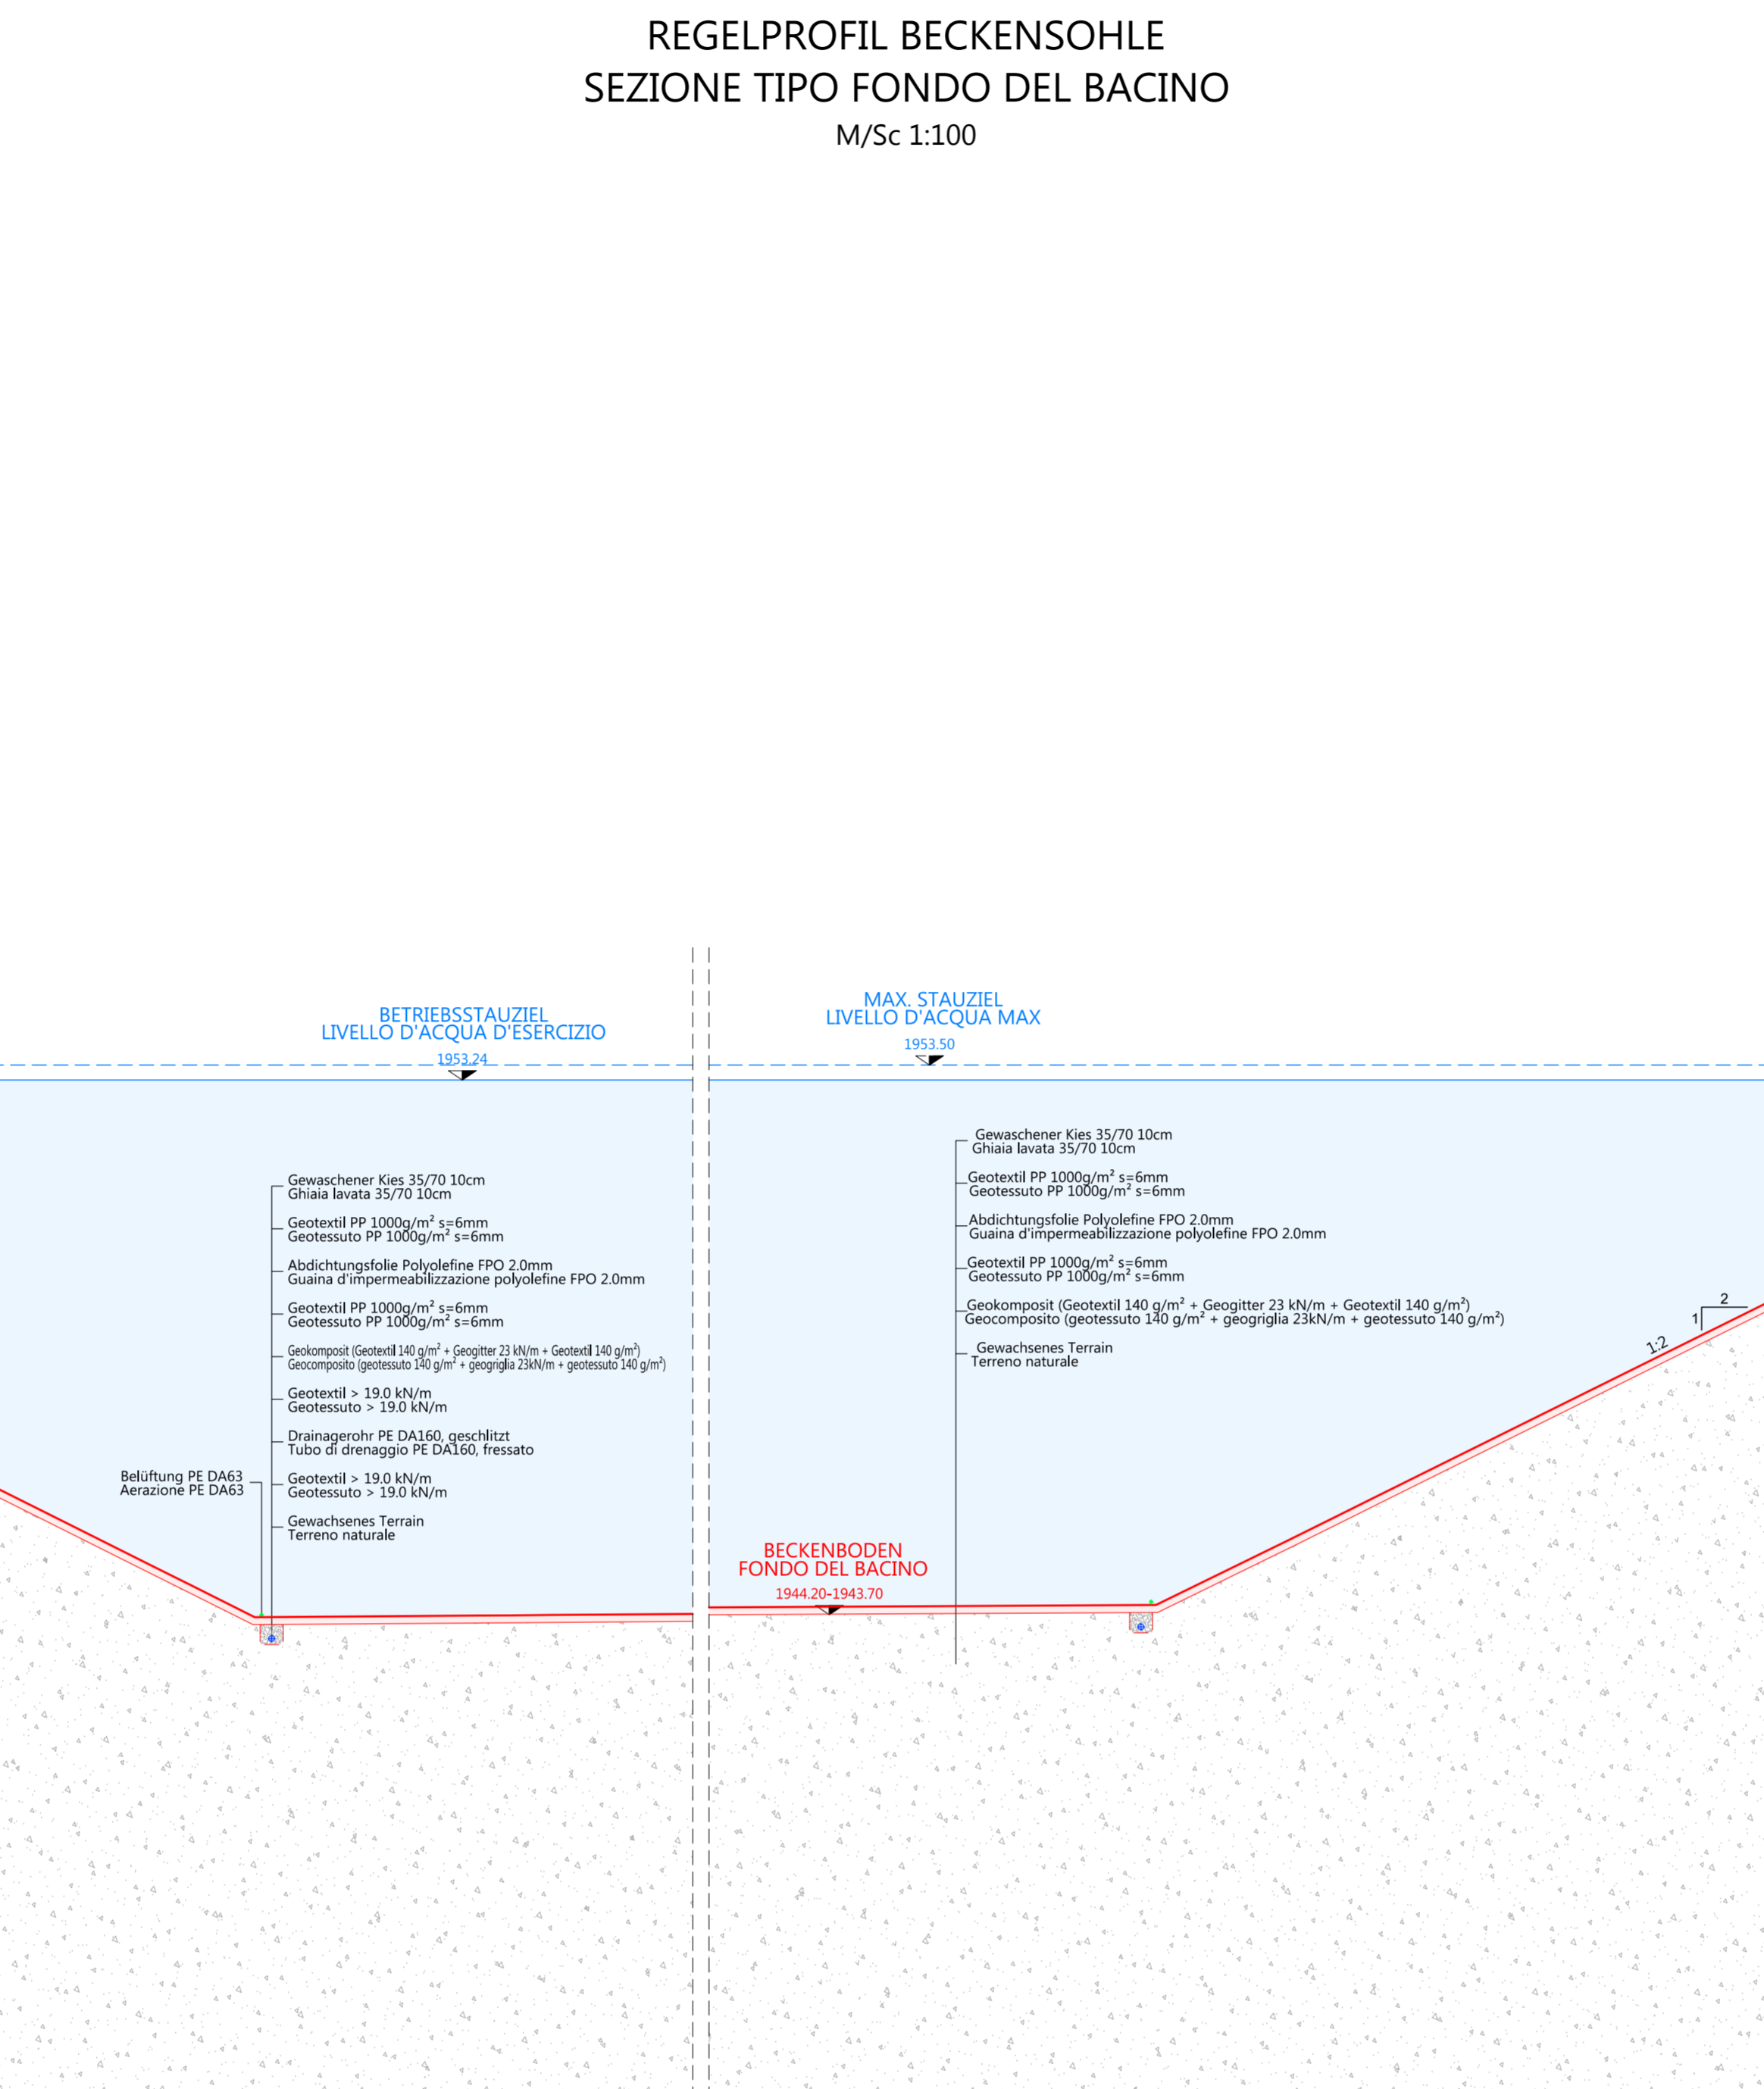 REGELPROFIL BECKENSOHLE
SEZIONE TIPO FONDO DEL BACINO
M/Sc 1:100
BETRIEBSSTAUZIEL
LIVELLO D'ACQUA D'ESERCIZIO
1953.24
MAX. STAUZIEL
LIVELLO D'ACQUA MAX
1953.50
Gewaschener Kies 35/70 10cm
Ghiaia lavata 35/70 10cm
Geotextil PP 1000g/m² s=6mm
Geotessuto PP 1000g/m² s=6mm
Abdichtungsfolie Polyolefine FPO 2.0mm
Guaina d'impermeabilizzazione polyolefine FPO 2.0mm
Geotextil PP 1000g/m² s=6mm
Geotessuto PP 1000g/m² s=6mm
Geokomposit (Geotextil 140 g/m² + Geogitter 23 kN/m + Geotextil 140 g/m²)
Geocomposito (geotessuto 140 g/m² + geogriglia 23kN/m + geotessuto 140 g/m²)
Geotextil > 19.0 kN/m
Geotessuto > 19.0 kN/m
Drainagerohr PE DA160, geschlitzt
Tubo di drenaggio PE DA160, fressato
Geotextil > 19.0 kN/m
Geotessuto > 19.0 kN/m
Gewachsenes Terrain
Terreno naturale
Belüftung PE DA63
Aerazione PE DA63
Gewaschener Kies 35/70 10cm
Ghiaia lavata 35/70 10cm
Geotextil PP 1000g/m² s=6mm
Geotessuto PP 1000g/m² s=6mm
Abdichtungsfolie Polyolefine FPO 2.0mm
Guaina d'impermeabilizzazione polyolefine FPO 2.0mm
Geotextil PP 1000g/m² s=6mm
Geotessuto PP 1000g/m² s=6mm
Geokomposit (Geotextil 140 g/m² + Geogitter 23 kN/m + Geotextil 140 g/m²)
Geocomposito (geotessuto 140 g/m² + geogriglia 23kN/m + geotessuto 140 g/m²)
Gewachsenes Terrain
Terreno naturale
2
1
1:2
BECKENBODEN
FONDO DEL BACINO
1944.20-1943.70